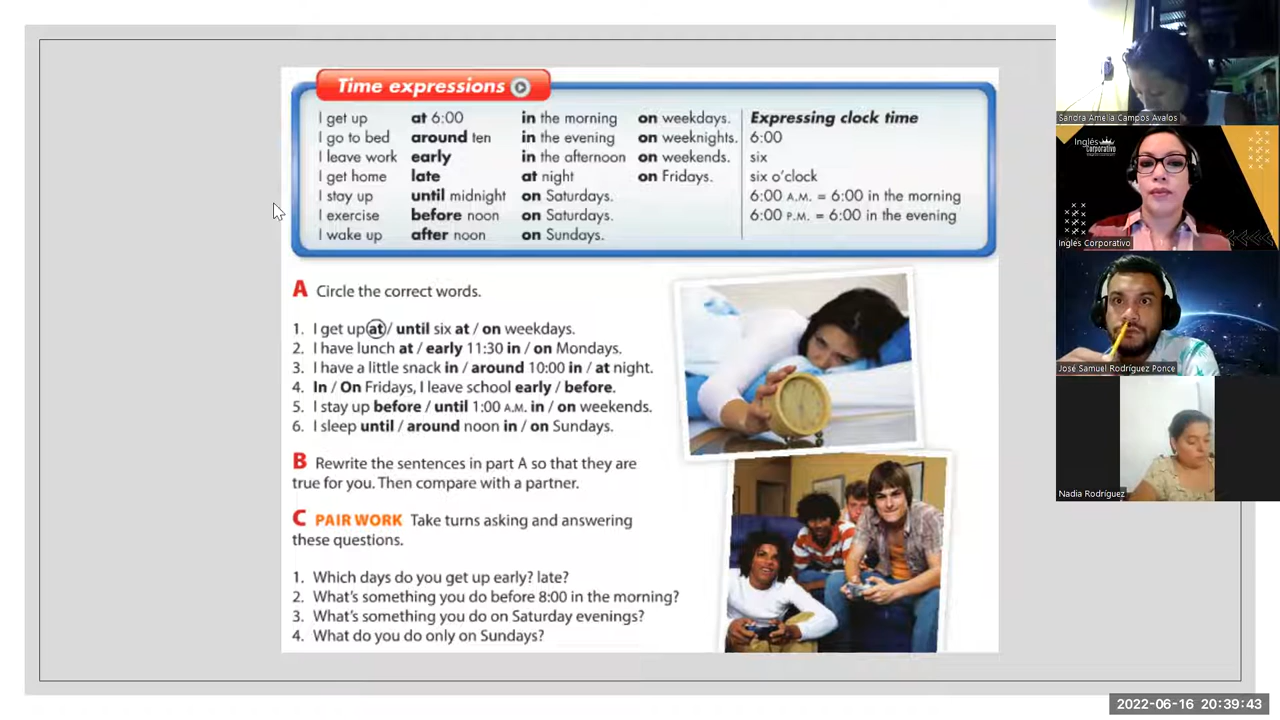 Time expressions
I get up at 6:00 in the morning on weekdays.
I go to bed around ten in the evening on weeknights.
I leave work early in the afternoon on weekends.
I get home late at night on Fridays.
I stay up until midnight on Saturdays.
I exercise before noon on Saturdays.
I wake up after noon on Sundays.
Expressing clock time
6:00
six
six o'clock
6:00 A.M. = 6:00 in the morning
6:00 P.M. = 6:00 in the evening
A Circle the correct words.
1. I get up at / until six at / on weekdays.
2. I have lunch at / early 11:30 in / on Mondays.
3. I have a little snack in / around 10:00 in / at night.
4. In / On Fridays, I leave school early / before.
5. I stay up before / until 1:00 A.M. in / on weekends.
6. I sleep until / around noon in / on Sundays.
B Rewrite the sentences in part A so that they are
true for you. Then compare with a partner.
C PAIR WORK Take turns asking and answering
these questions.
1. Which days do you get up early? late?
2. What's something you do before 8:00 in the morning?
3. What's something you do on Saturday evenings?
4. What do you do only on Sundays?
Sandra Amelia Campos Avalos
Inglés
Corporativo
Inglés Corporativo
José Samuel Rodríguez Ponce
Nadia Rodríguez
2022-06-16 20:39:43